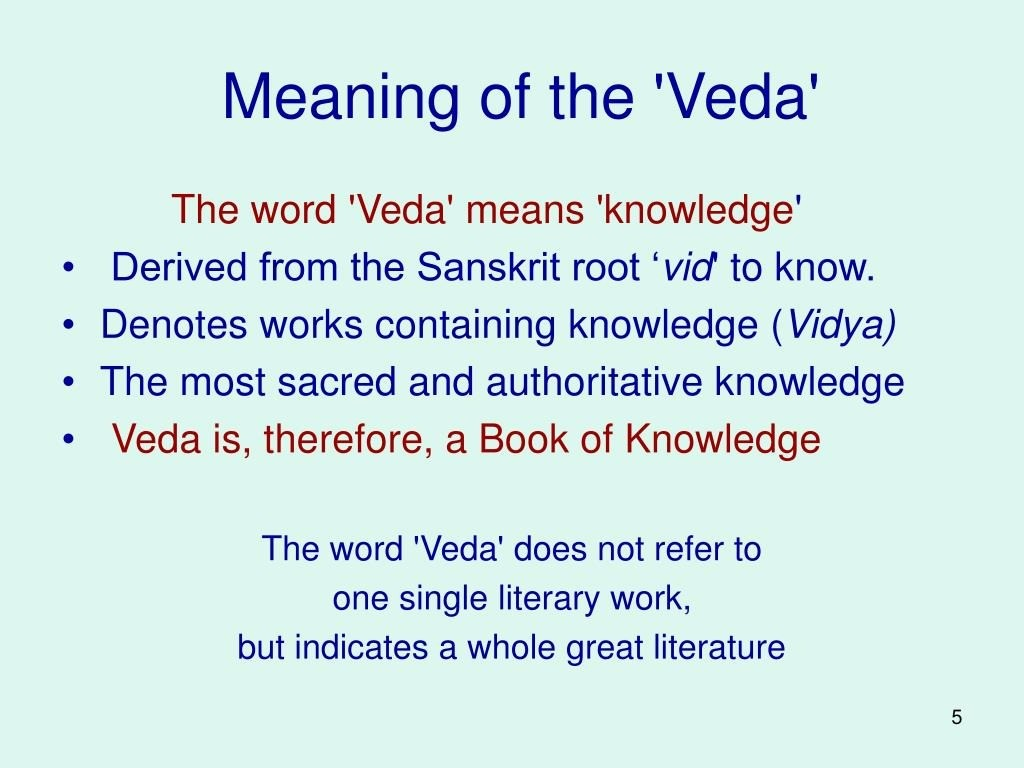 Meaning of the 'Veda'
The word 'Veda' means 'knowledge'
• Derived from the Sanskrit root ‘vid' to know.
• Denotes works containing knowledge (Vidya)
• The most sacred and authoritative knowledge
• Veda is, therefore, a Book of Knowledge
The word 'Veda' does not refer to
one single literary work,
but indicates a whole great literature
5